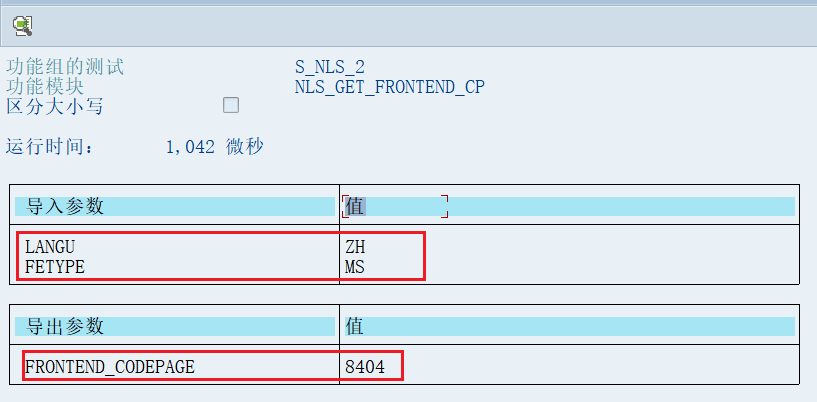 功能组的测试 S_NLS_2
功能模块 NLS_GET_FRONTEND_CP
区分大小写
运行时间： 1,042 微秒
导入参数 值
LANGU ZH
FETYPE MS
导出参数 值
FRONTEND_CODEPAGE 8404